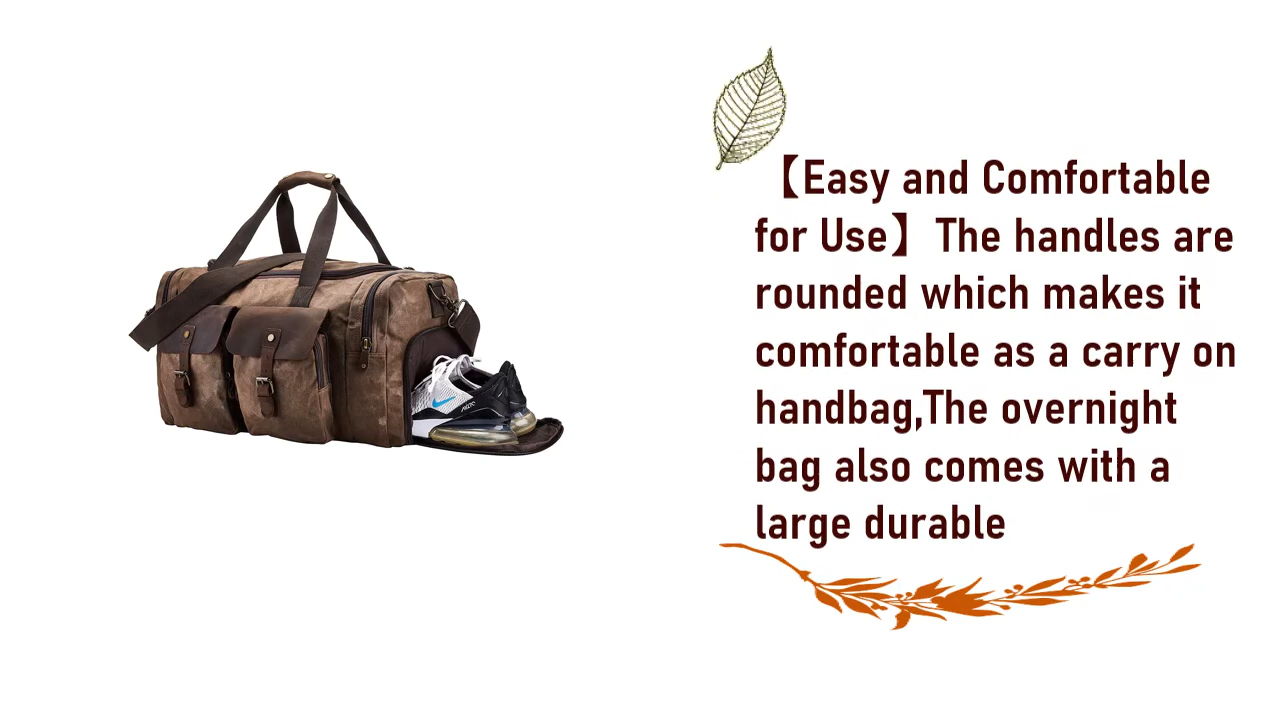 【Easy and Comfortable
for Use】The handles are
rounded which makes it
comfortable as a carry on
handbag,The overnight
bag also comes with a
large durable